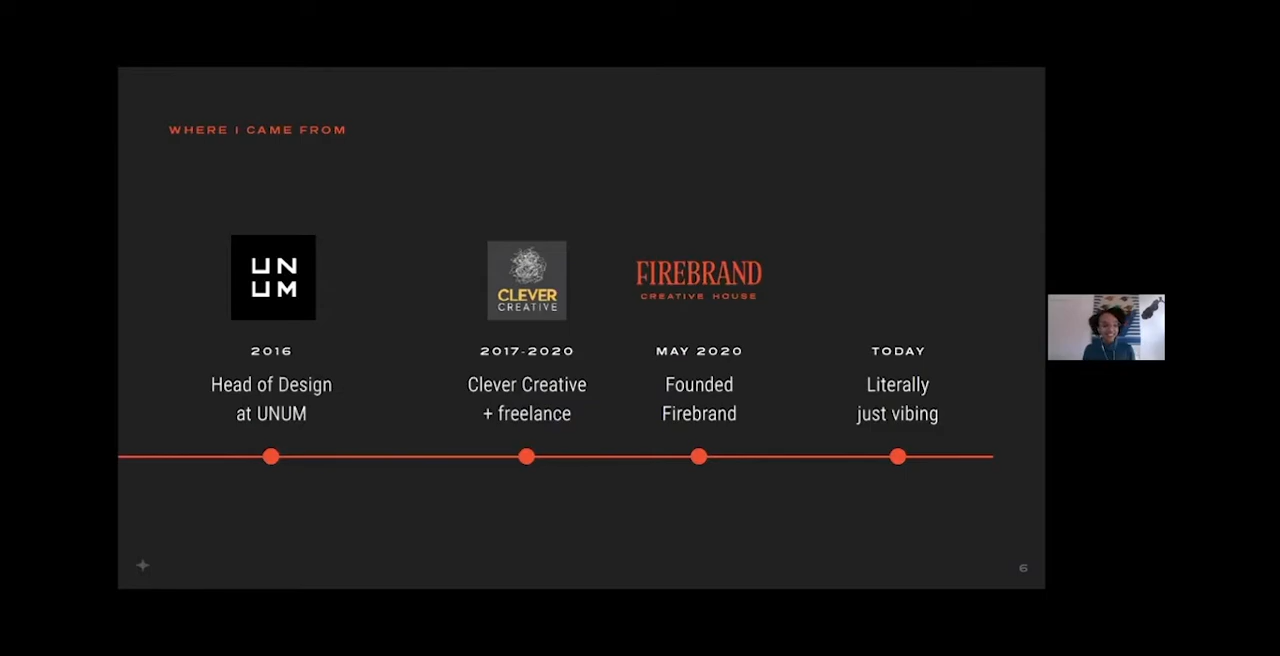 WHERE I CAME FROM
UN
UM
CLEVER
CREATIVE
FIREBRAND
CREATIVE HOUSE
2016
Head of Design
at UNUM
2017-2020
Clever Creative
+ freelance
MAY 2020
Founded
Firebrand
TODAY
Literally
just vibing
6